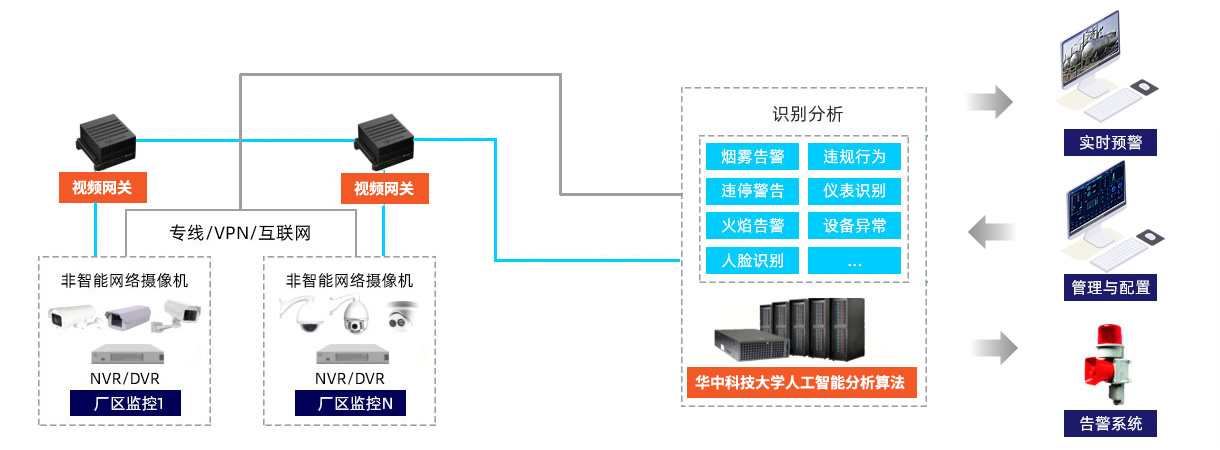 视频网关
视频网关
专线/VPN/互联网
非智能网络摄像机
NVR/DVR
厂区监控1
非智能网络摄像机
NVR/DVR
厂区监控N
识别分析
烟雾告警
违规行为
违停警告
仪表识别
火焰告警
设备异常
人脸识别
...
华中科技大学人工智能分析算法
实时预警
管理与配置
告警系统